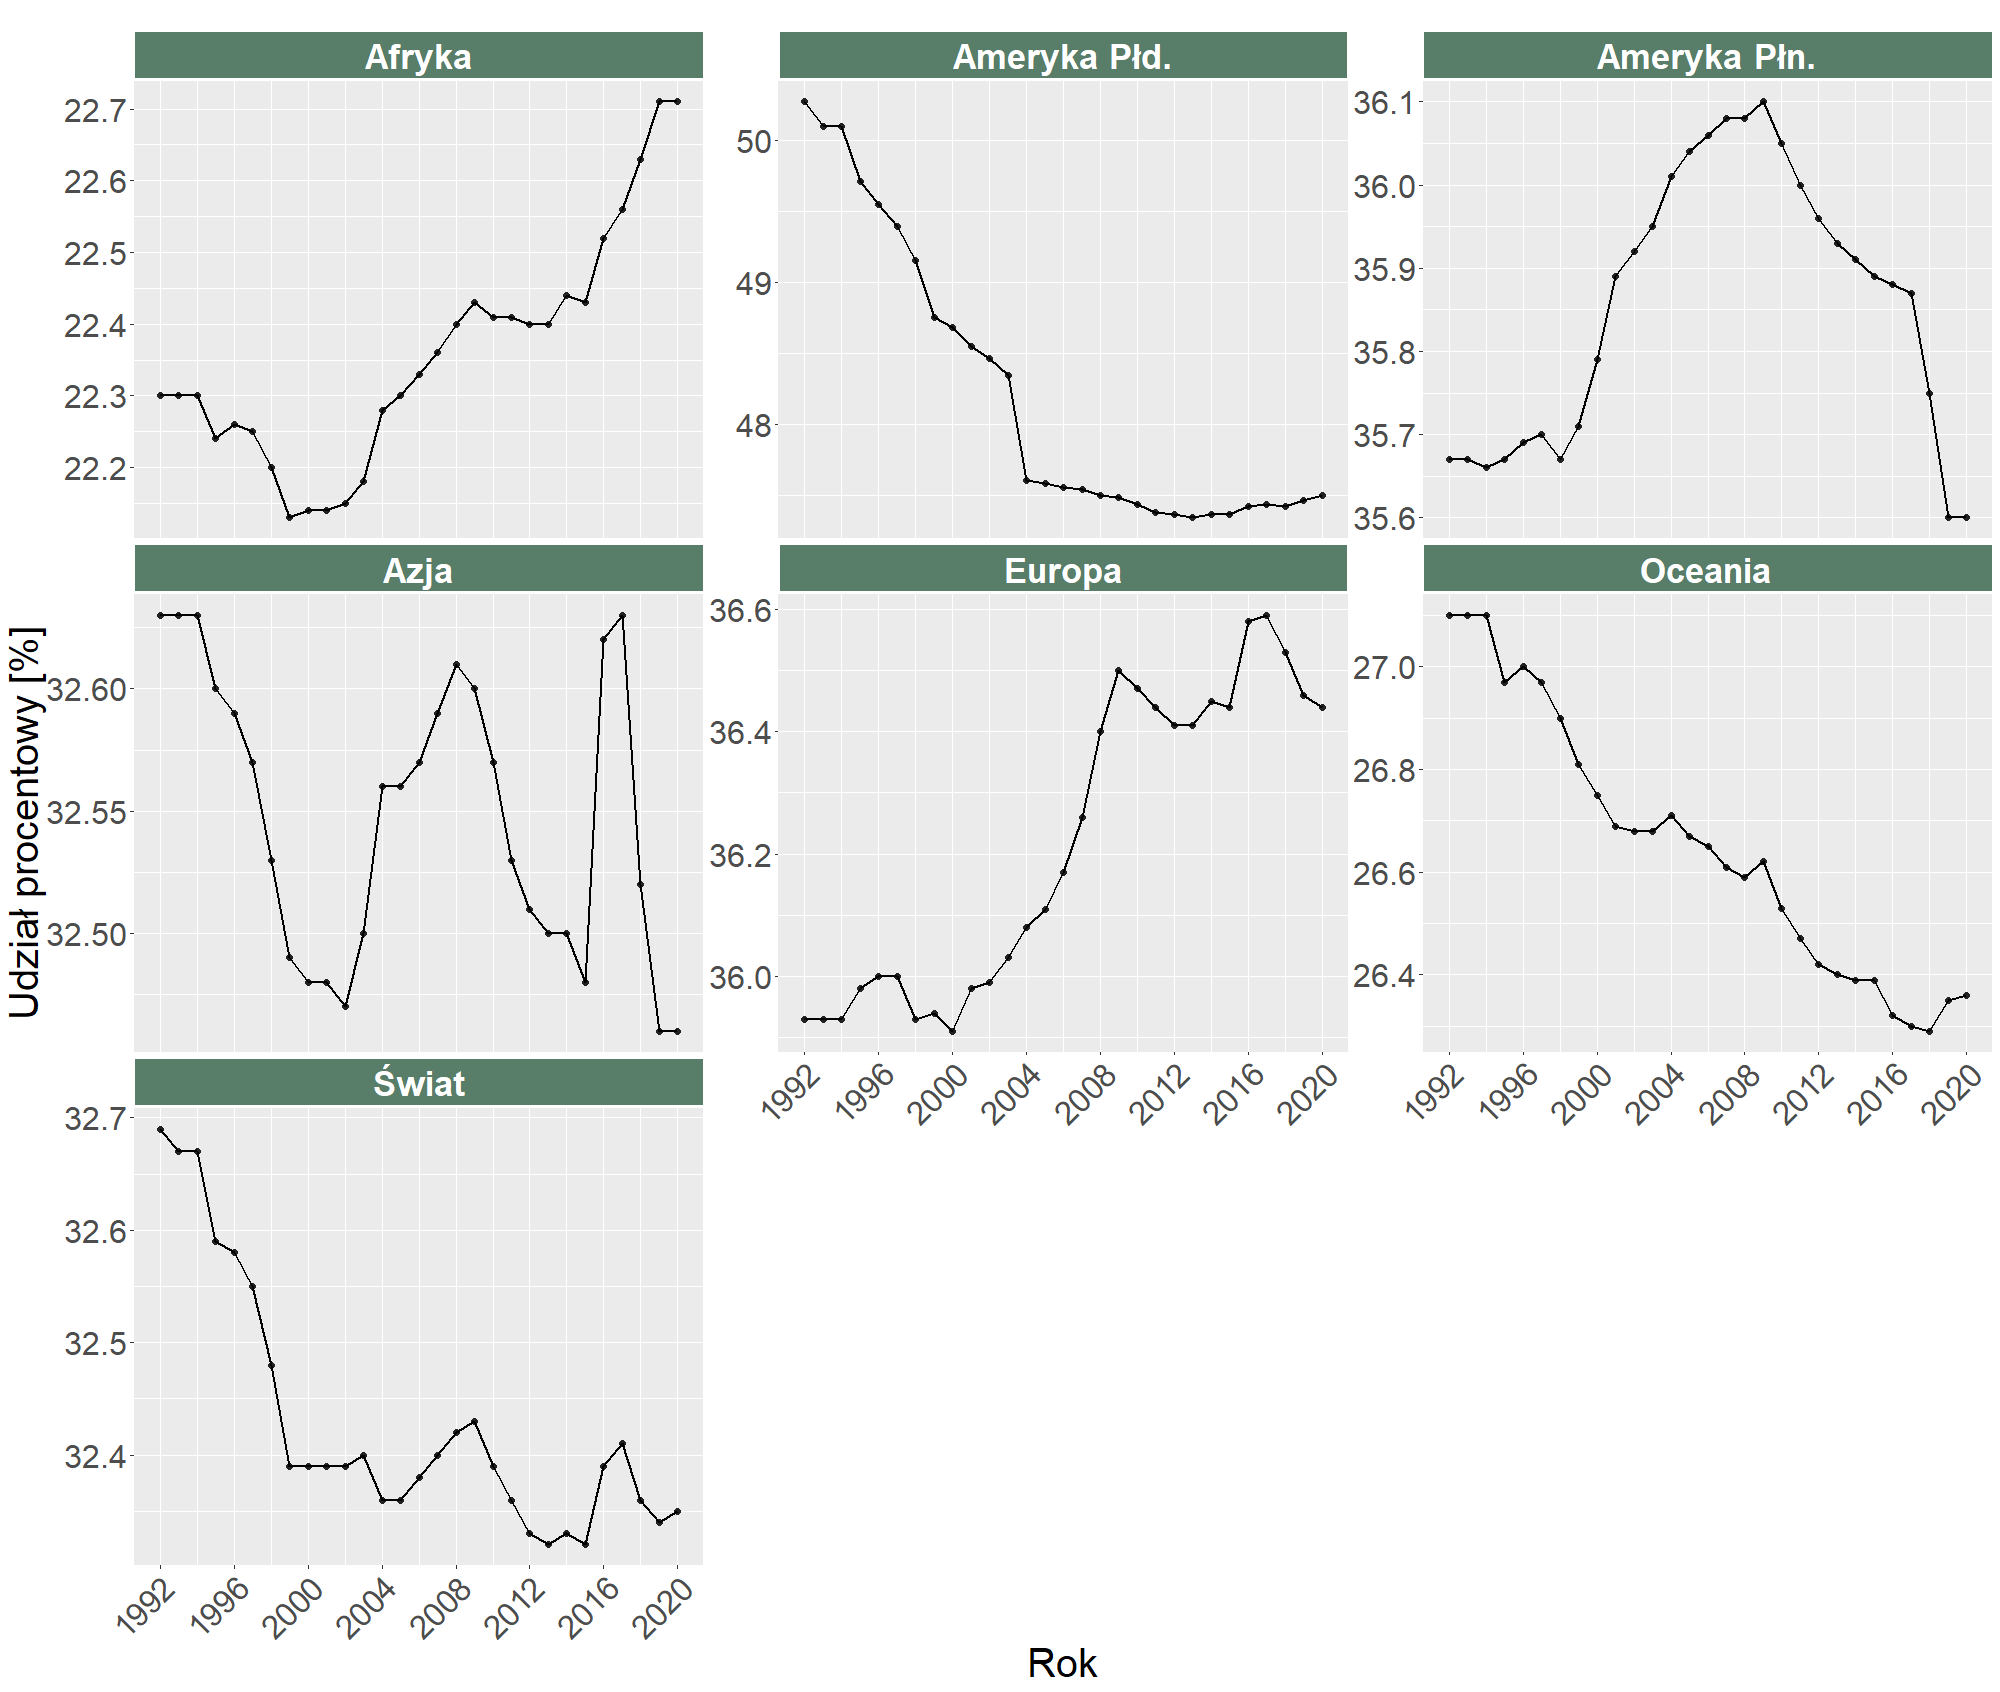 Afryka
Ameryka Płd.
Ameryka Płn.
22.7
22.6
22.5
22.4
22.3
22.2
50
49
48
36.1
36.0
35.9
35.8
35.7
35.6
Azja
Europa
Oceania
Udział procentowy [%]
32.60
32.55
32.50
36.6
36.4
36.2
36.0
27.0
26.8
26.6
26.4
1992 1996 2000 2004 2008 2012 2016 2020
1992 1996 2000 2004 2008 2012 2016 2020
Świat
32.7
32.6
32.5
32.4
1992 1996 2000 2004 2008 2012 2016 2020
Rok